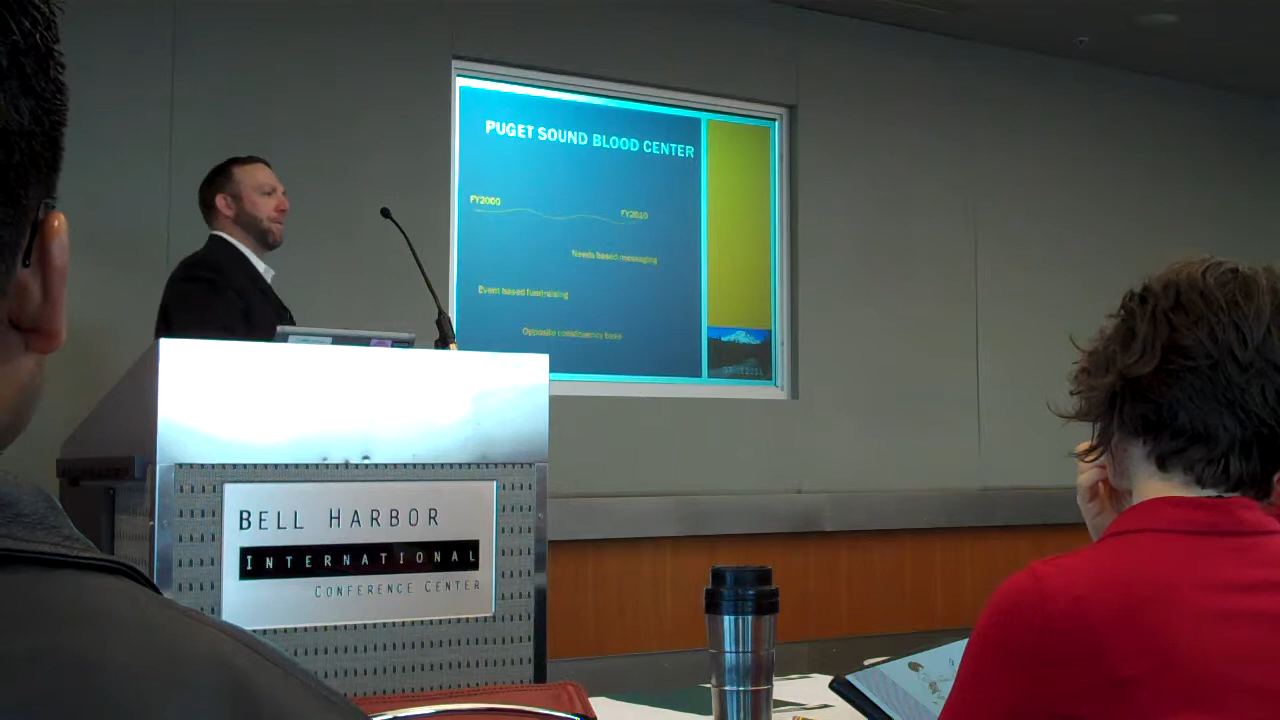 PUGET SOUND BLOOD CENTER
FY2000
FY2010
Needs based messaging
Event based fundraising
Opposite constituency base
BELL HARBOR
INTERNATIONAL
CONFERENCE CENTER